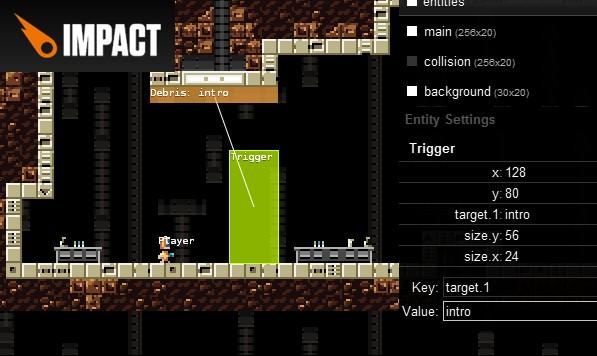 IMPACT
entities
main (256x20)
collision (256x20)
background (30x20)
Entity Settings
Trigger
x: 128
y: 80
target.1: intro
size.y: 56
size.x: 24
Key: target.1
Value: intro
Debris: intro
Trigger
Player